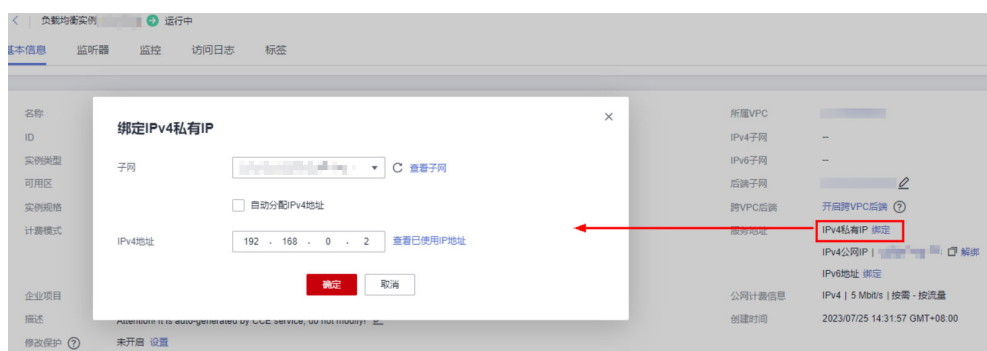 负载均衡实例 运行中
基本信息 监听器 监控 访问日志 标签
名称
ID
实例类型
可用区
实例规格
计费模式
企业项目
描述 Attention! It is auto-generated by CCE service, do not modify!
修改保护 未开启 设置
绑定IPv4私有IP
子网 查看子网
自动分配IPv4地址
IPv4地址 192 . 168 . 0 . 2 查看已使用IP地址
确定 取消
所属VPC
IPv4子网 --
IPv6子网 --
后端子网
跨VPC后端 开启跨VPC后端
服务地址 IPv4私有IP 绑定
IPv4公网IP | 解绑
IPv6地址 绑定
公网计费信息 IPv4 | 5 Mbit/s | 按需 - 按流量
创建时间 2023/07/25 14:31:57 GMT+08:00